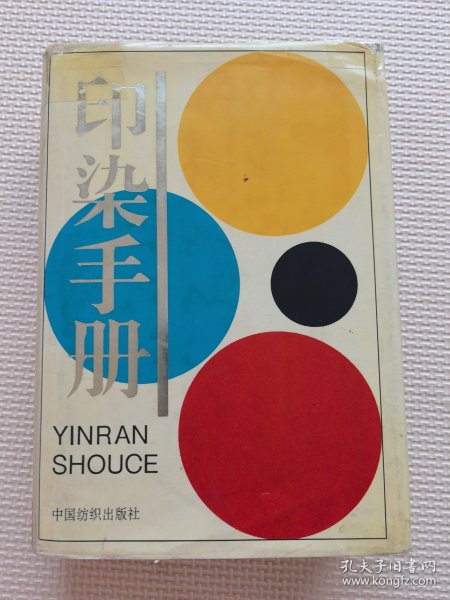 印染手册
YINRAN
SHOUCE
中国纺织出版社
孔夫子旧书网
www.kongfz.com